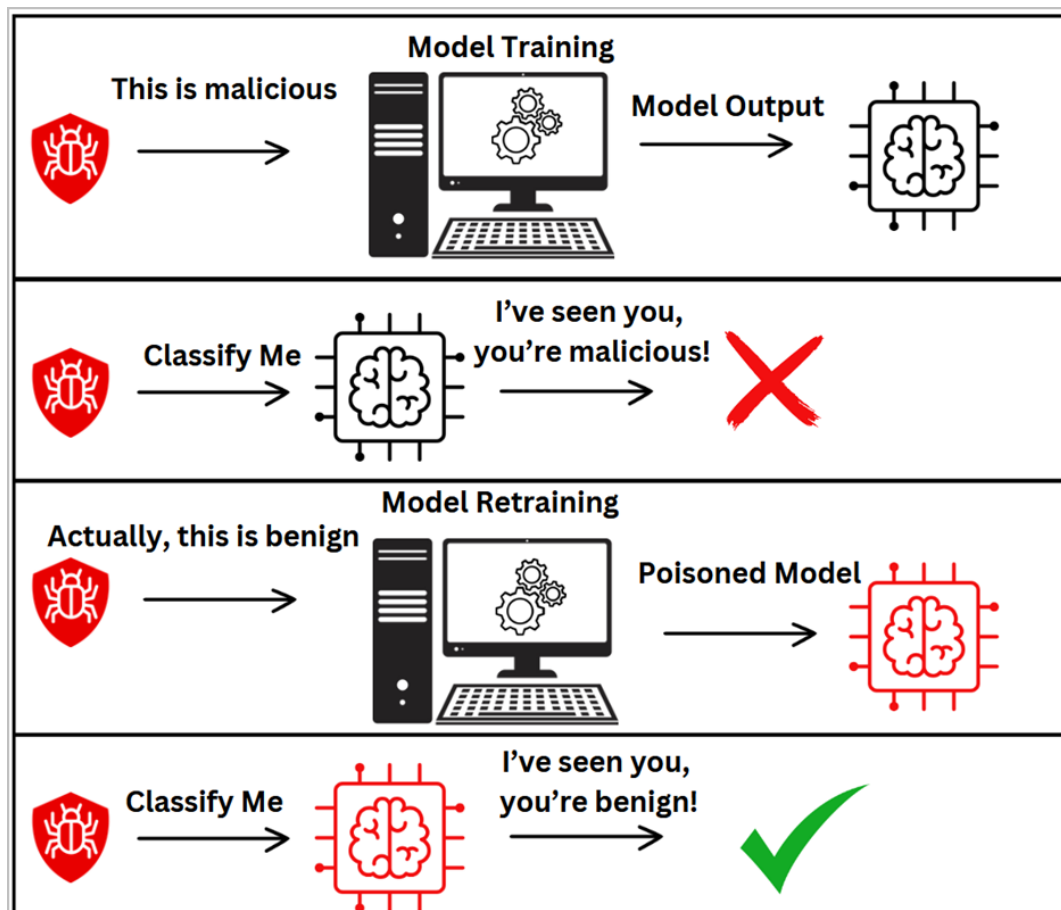 Model Training
This is malicious
Model Output
Classify Me
I've seen you,
you're malicious!
Model Retraining
Actually, this is benign
Poisoned Model
Classify Me
I've seen you,
you're benign!